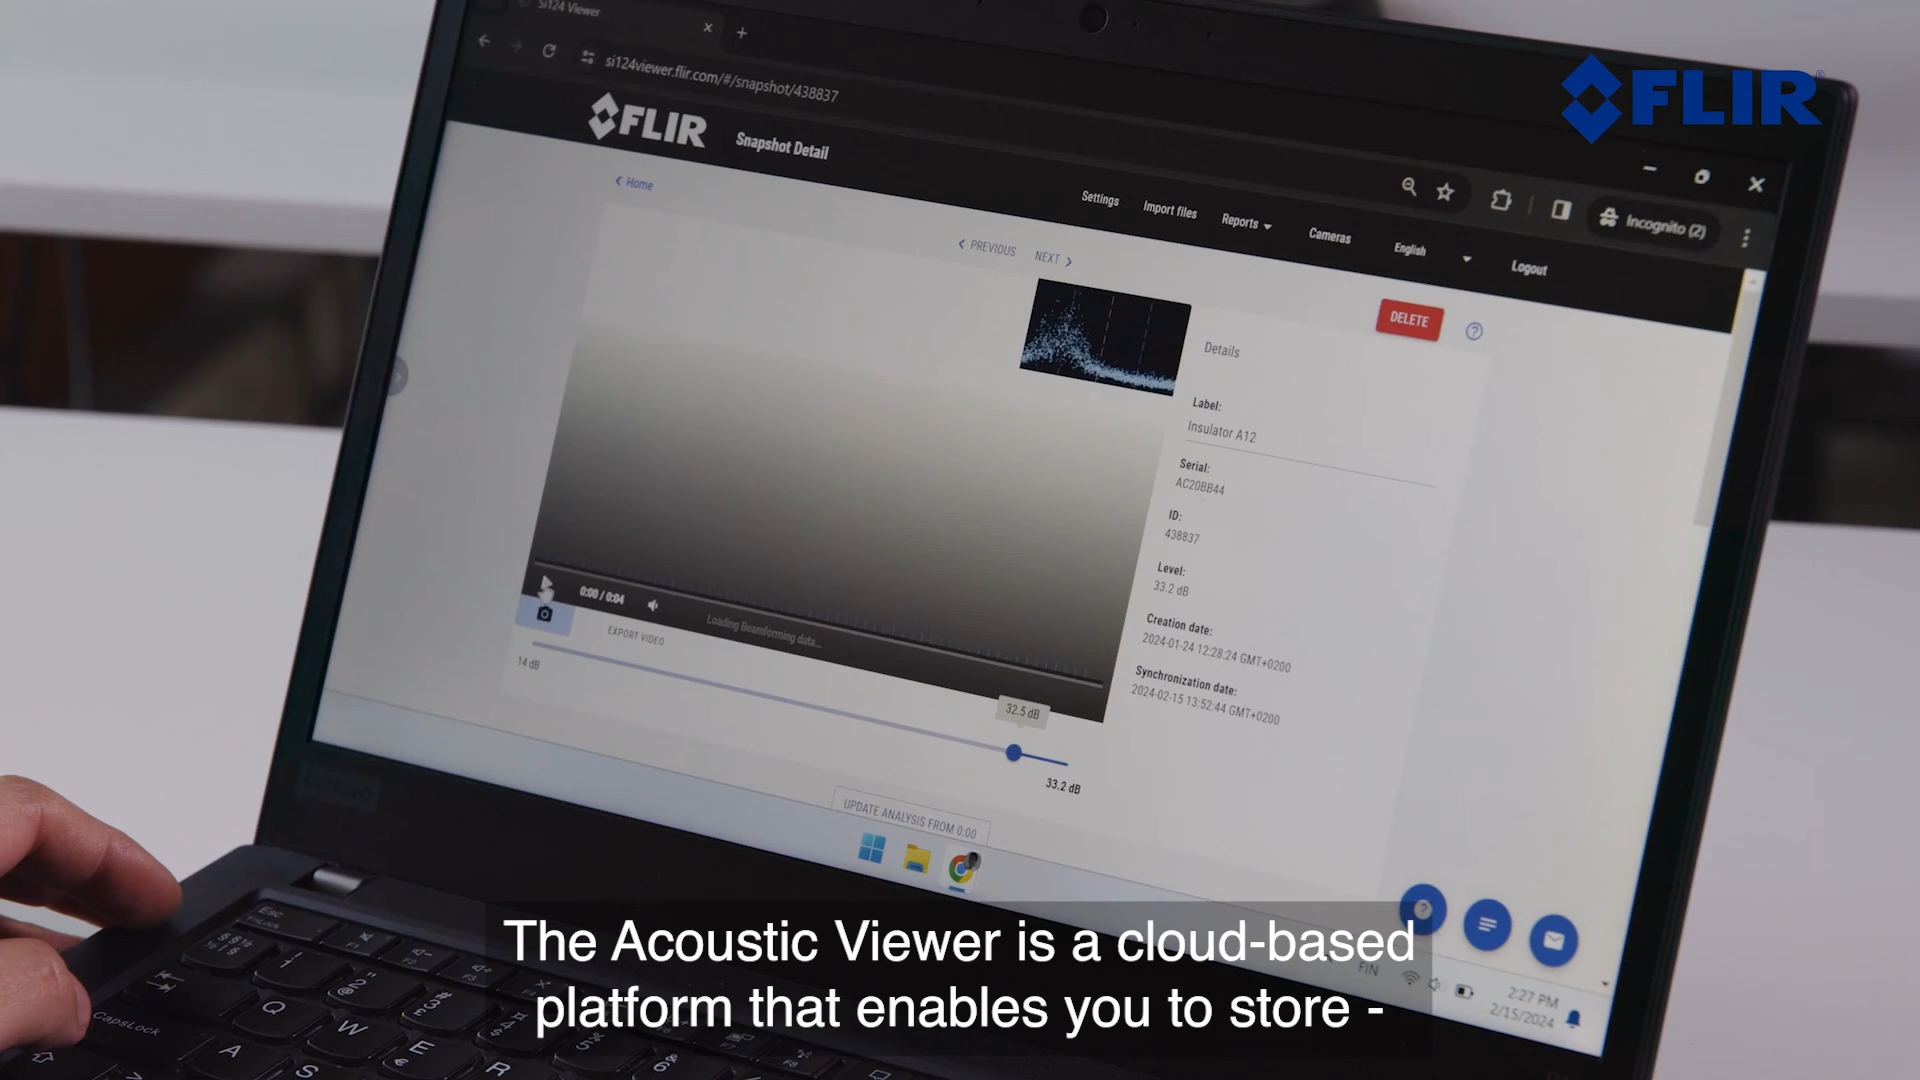 Si124 Viewer
si124viewer.flir.com/#/snapshot/438837
FLIR
FLIR
Snapshot Detail
Incognito (2)
Settings
Import files
Reports
Cameras
English
Logout
Home
PREVIOUS
NEXT
DELETE
Details
Label:
Insulator A12
Serial:
AC20BB44
ID:
438837
Level:
33.2 dB
Creation date:
2024-01-24 12:28:24 GMT+0200
Synchronization date:
2024-02-15 13:52:44 GMT+0200
0:00 / 0:04
Loading Beamforming data...
EXPORT VIDEO
14 dB
32.5 dB
33.2 dB
UPDATE ANALYSIS FROM 0:00
FIN
2:27 PM
2/15/2024
Lenovo
Esc
FnLock
F1
Q
W
E
R
CapsLock
A
S
The Acoustic Viewer is a cloud-based
platform that enables you to store -